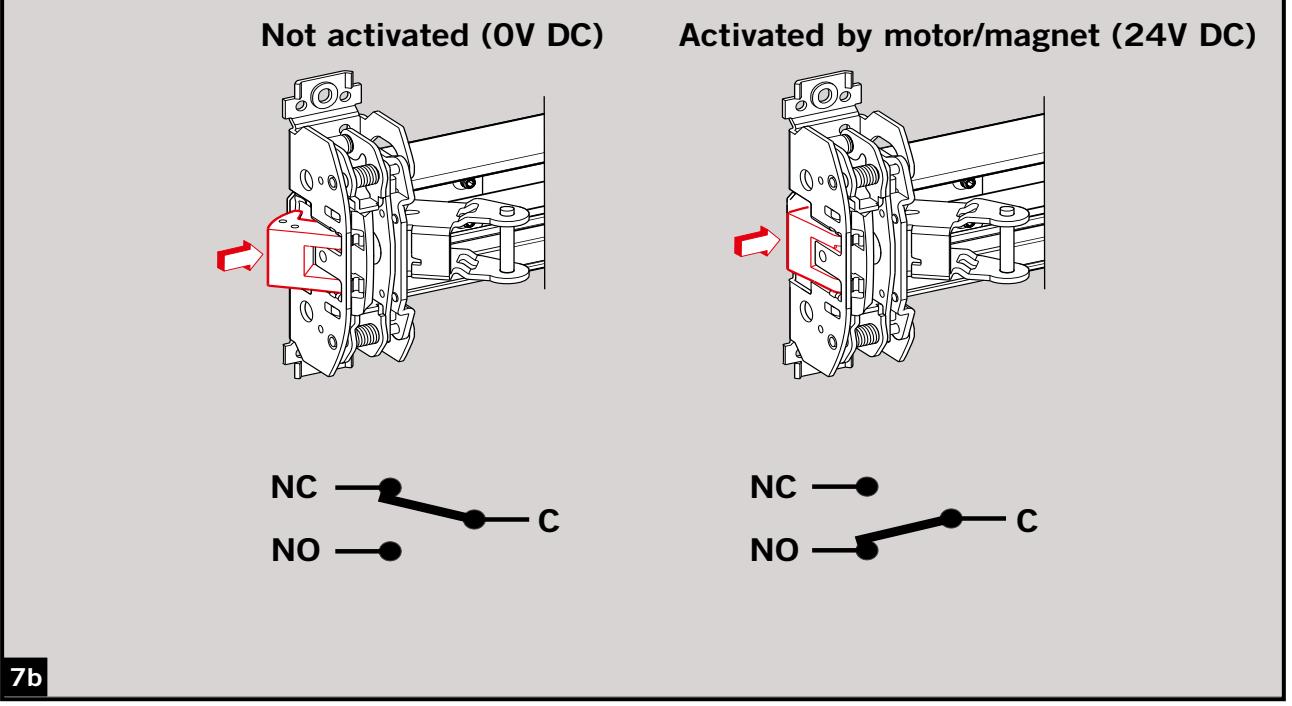 Not activated (0V DC)
Activated by motor/magnet (24V DC)
NC
C
NO
NC
C
NO
7b